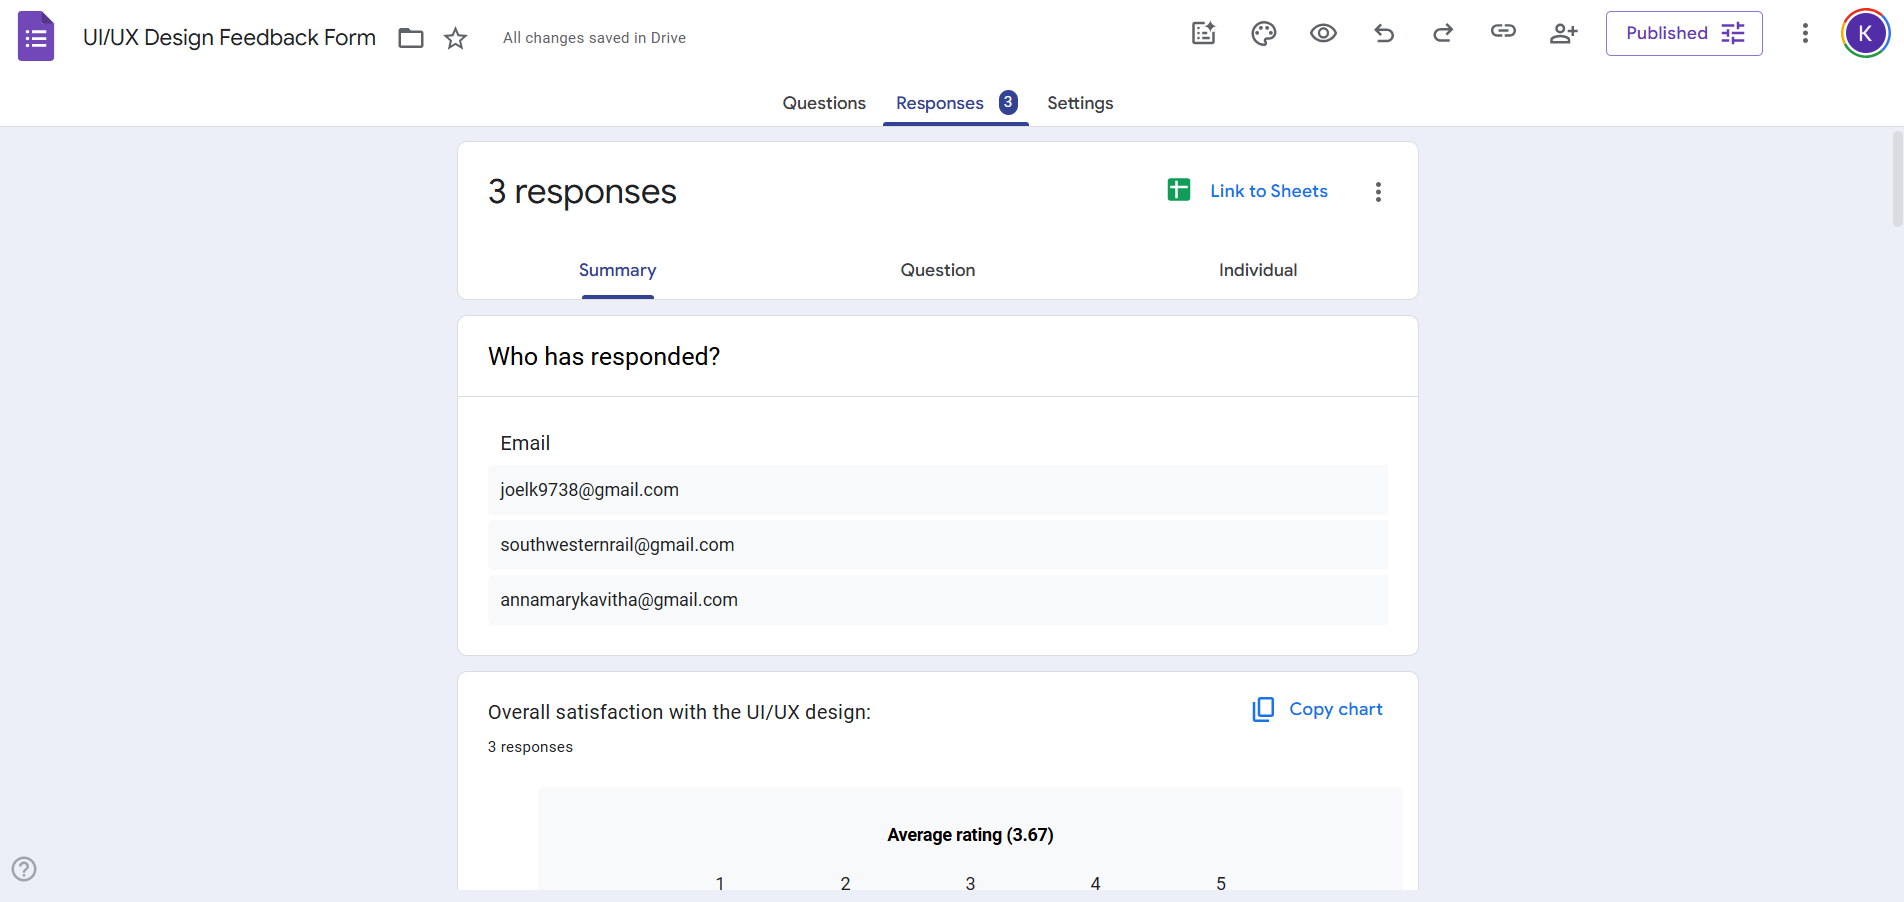 UI/UX Design Feedback Form
All changes saved in Drive
Published
K
Questions
Responses 3
Settings
3 responses
Link to Sheets
Summary
Question
Individual
Who has responded?
Email
joelk9738@gmail.com
southwesternrail@gmail.com
annamarykavitha@gmail.com
Overall satisfaction with the UI/UX design:
Copy chart
3 responses
Average rating (3.67)
1 2 3 4 5